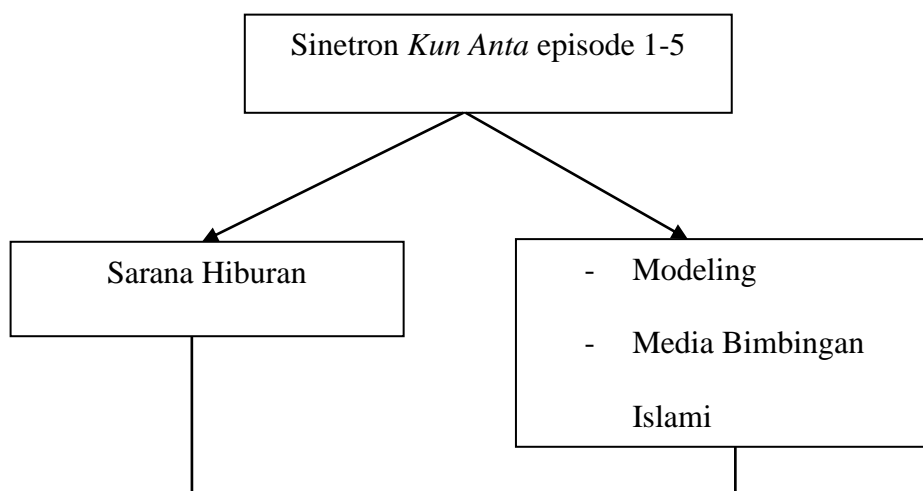 Sinetron Kun Anta episode 1-5
Sarana Hiburan
- Modeling
- Media Bimbingan
Islami